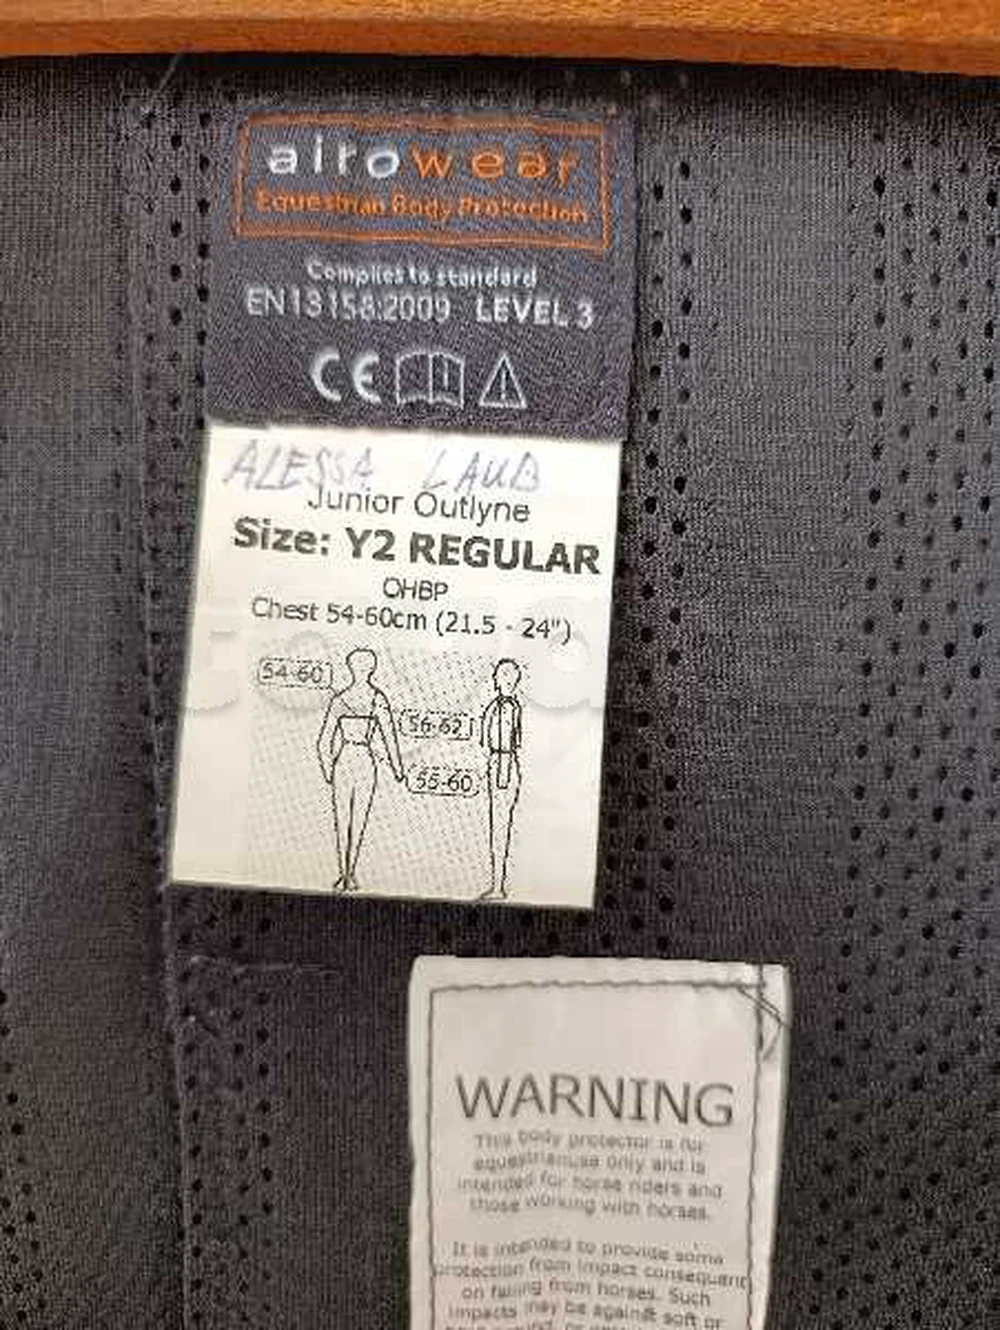 airowear
Equestrian Body Protection
Complies to standard
EN13158:2009 LEVEL 3
CE
ALESSA LAUB
Junior Outlyne
Size: Y2 REGULAR
OHBP
Chest 54-60cm (21.5 - 24")
54-60
56-62
55-60
WARNING
This body protector is for
equestrian use only and is
intended for horse riders and
those working with horses.
It is intended to provide some
protection from impact consequent
on falling from horses. Such
impacts may be against soft or